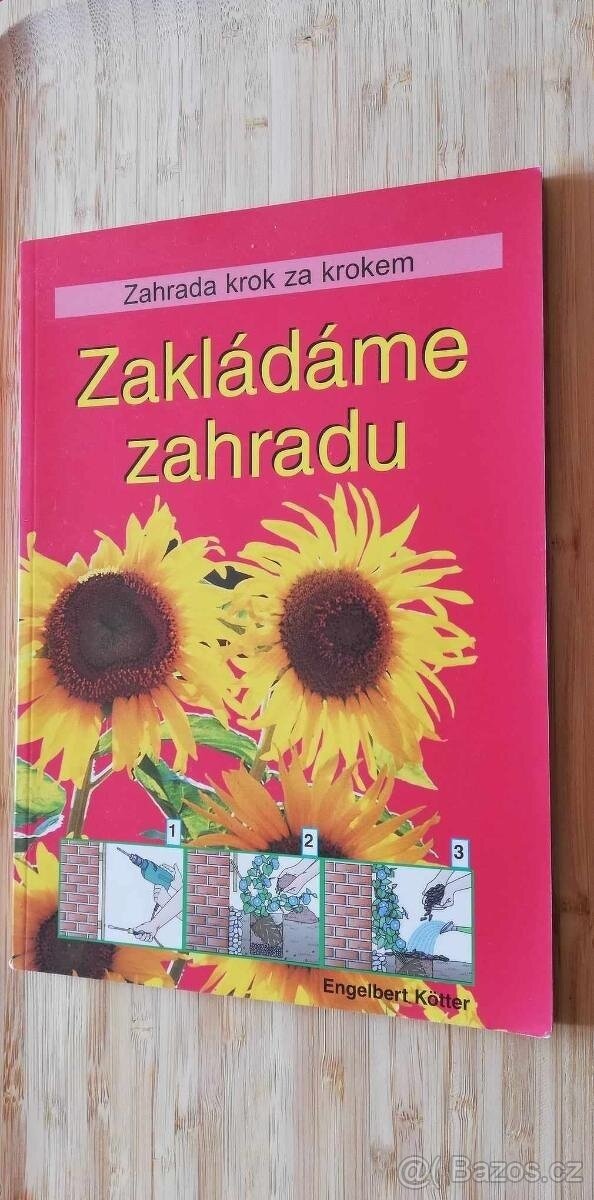 Zahrada krok za krokem
Zakládáme
zahradu
1
2
3
Engelbert Kötter
@( Bazos.cz